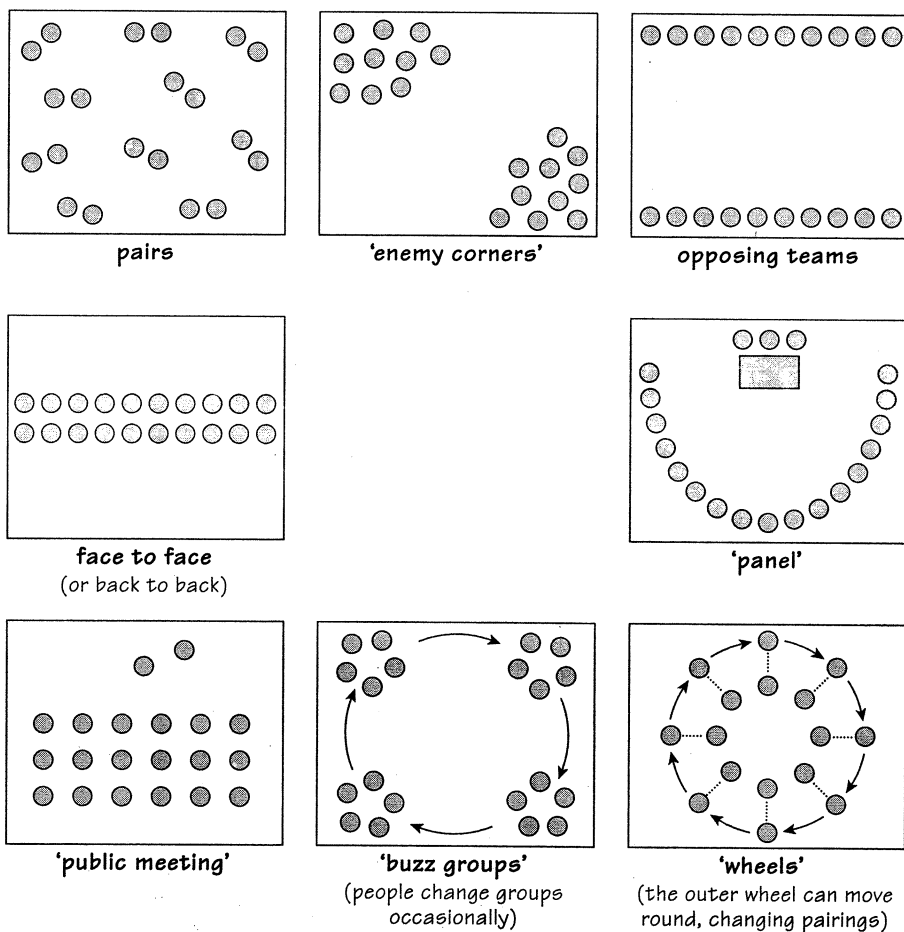 pairs
'enemy corners'
opposing teams
face to face
(or back to back)
'panel'
'public meeting'
'buzz groups'
(people change groups
occasionally)
'wheels'
(the outer wheel can move
round, changing pairings)